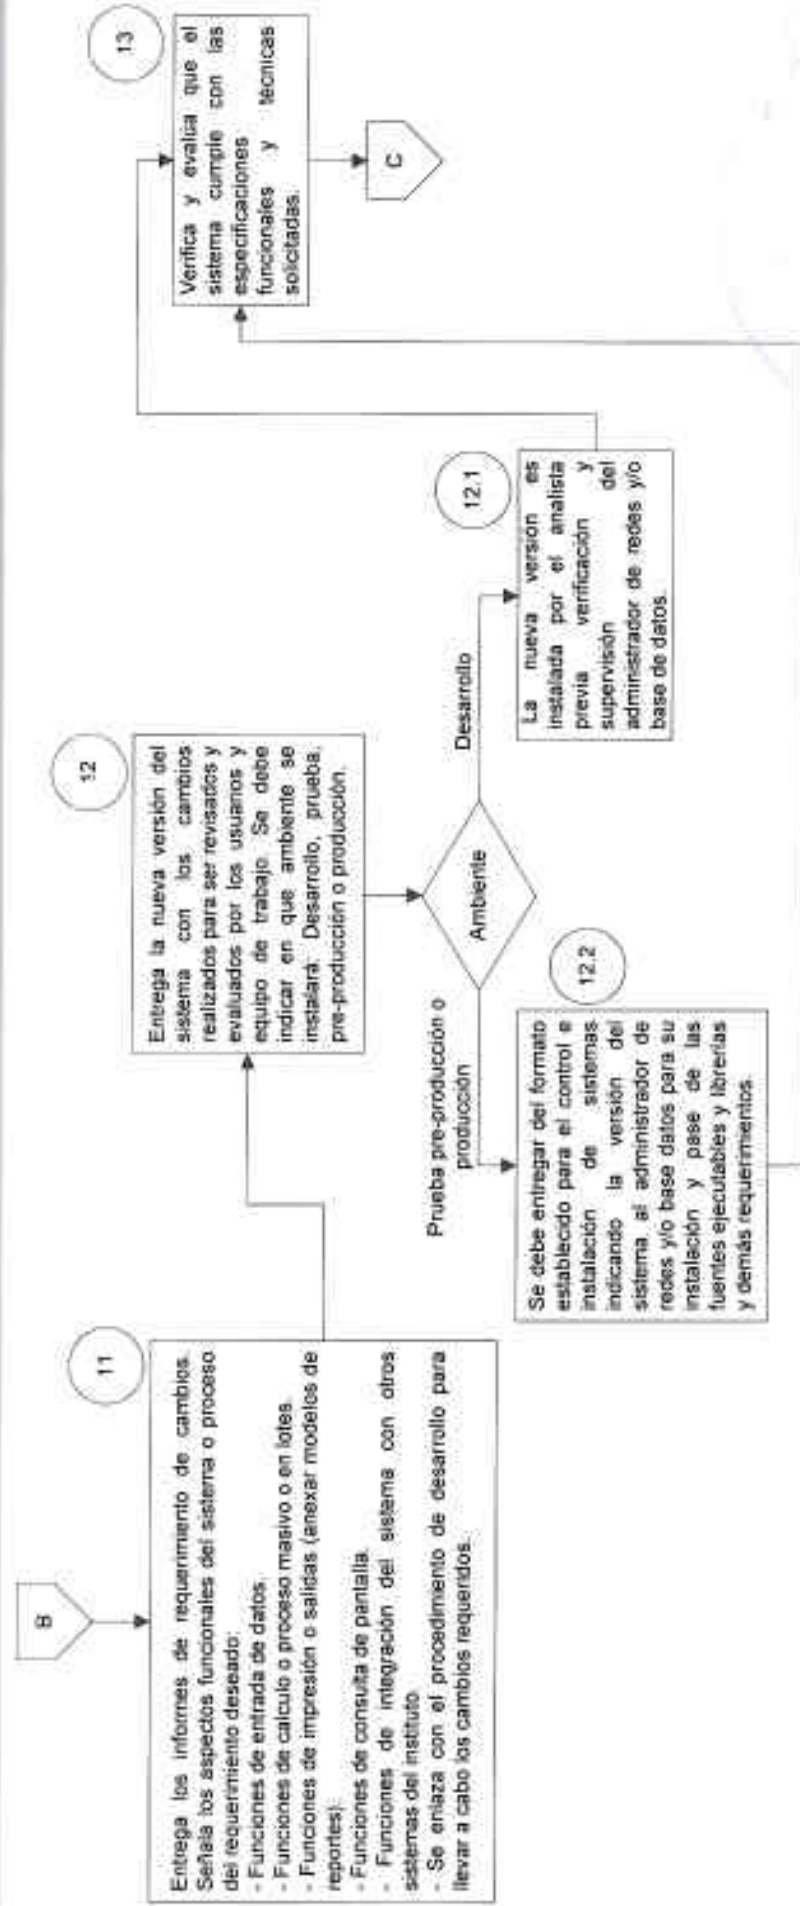 B
11
Entrega los informes de requerimiento de cambios.
Señala los aspectos funcionales del sistema o proceso
del requerimiento deseado:
- Funciones de entrada de datos.
- Funciones de calculo o proceso masivo o en lotes.
- Funciones de impresión o salidas (anexar modelos de
reportes).
- Funciones de consulta de pantalla.
- Funciones de integración del sistema con otros
sistemas del instituto.
- Se enlaza con el procedimiento de desarrollo para
llevar a cabo los cambios requeridos.
12
Entrega la nueva versión del
sistema con los cambios
realizados para ser revisados y
evaluados por los usuarios y
equipo de trabajo. Se debe
indicar en que ambiente se
instalará: Desarrollo, prueba,
pre-producción o producción.
Ambiente
Prueba pre-producción o
producción
Desarrollo
12.2
Se debe entregar del formato
establecido para el control e
instalación de sistemas
indicando la versión del
sistema, al administrador de
redes y/o base datos para su
instalación y pase de las
fuentes ejecutables y librerías
y demás requerimientos.
12.1
La nueva versión es
instalada por el analista
previa verificación y
supervisión del
administrador de redes y/o
base de datos.
13
Verifica y evalúa que el
sistema cumple con las
especificaciones
funcionales y técnicas
solicitadas.
C